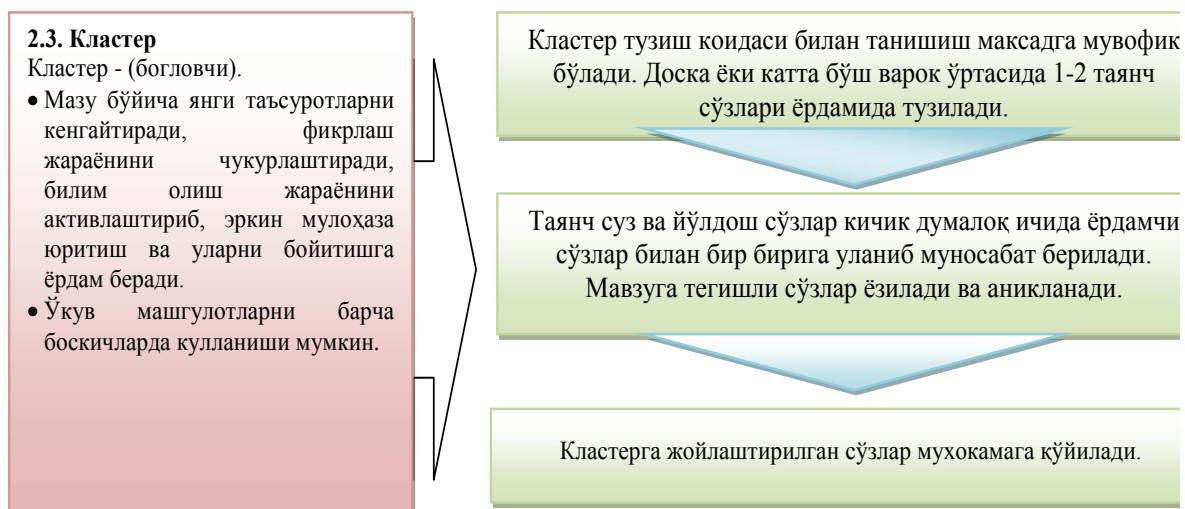 2.3. Кластер
Кластер - (богловчи).
• Мазу бўйича янги таъсуротларни
кенгайтиради, фикрлаш
жараёнини чукурлаштиради,
билим олиш жараёнини
активлаштириб, эркин мулоҳаза
юритиш ва уларни бойитишга
ёрдам беради.
• Ўкув машгулотларни барча
боскичларда кулланиши мумкин.
Кластер тузиш коидаси билан танишиш максадга мувофик
бўлади. Доска ёки катта бўш варок ўртасида 1-2 таянч
сўзлари ёрдамида тузилади.
Таянч суз ва йўлдош сўзлар кичик думалоқ ичида ёрдамчи
сўзлар билан бир бирига уланиб муносабат берилади.
Мавзуга тегишли сўзлар ёзилади ва аникланади.
Кластерга жойлаштирилган сўзлар мухокамага қўйилади.